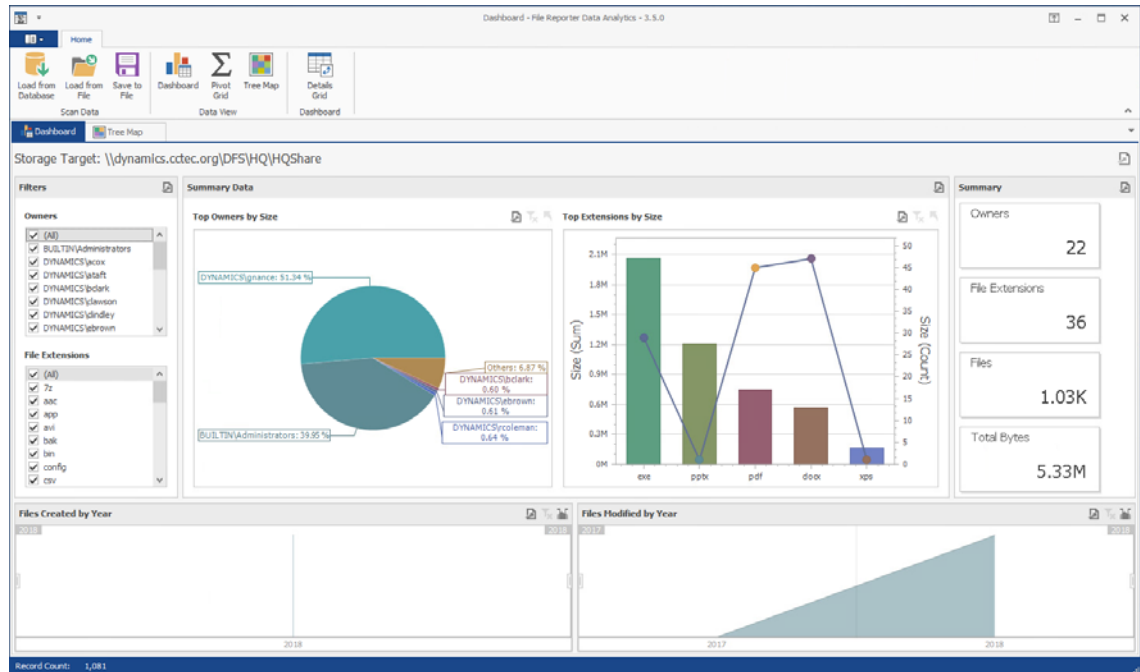 Dashboard - File Reporter Data Analytics - 3.5.0
Home
Load from Database
Load from File
Save to File
Dashboard
Pivot Grid
Tree Map
Details Grid
Scan Data
Data View
Dashboard
Dashboard
Tree Map
Storage Target: \\dynamics.cctec.org\DFS\HQ\HQShare
Filters
Owners
(All)
BUILTIN\Administrators
DYNAMICS\acox
DYNAMICS\ataft
DYNAMICS\bclark
DYNAMICS\clawson
DYNAMICS\dindley
DYNAMICS\ebrown
File Extensions
(All)
7z
aac
app
avi
bak
bin
config
csv
Summary Data
Top Owners by Size
DYNAMICS\gnance: 51.34 %
Others: 6.87 %
DYNAMICS\bclark:
0.60 %
DYNAMICS\ebrown:
0.61 %
DYNAMICS\rcoleman:
0.64 %
BUILTIN\Administrators: 39.95 %
Top Extensions by Size
2.1M
1.8M
1.5M
1.2M
0.9M
0.6M
0.3M
0M
Size (Sum)
50
45
40
35
30
25
20
15
10
5
0
Size (Count)
exe
pptx
pdf
docx
xps
Summary
Owners
22
File Extensions
36
Files
1.03K
Total Bytes
5.33M
Files Created by Year
2018
2018
2018
Files Modified by Year
2017
2018
2017
2018
Record Count: 1,081